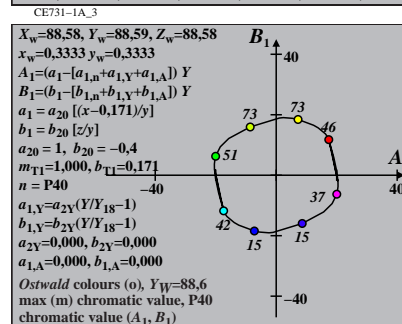 CE731-1A_3
X_w=88,58, Y_w=88,59, Z_w=88,58
x_w=0,3333 y_w=0,3333
A_1=(a_1-[a_1,n+a_1,Y+a_1,A]) Y
B_1=(b_1-[b_1,n+b_1,Y+b_1,A]) Y
a_1 = a_20 [(x-0,171)/y]
b_1 = b_20 [z/y]
a_20 = 1, b_20 = -0,4
m_T1=1,000, b_T1=0,171
n = P40
a_1,Y=a_2Y(Y/Y_18-1)
b_1,Y=b_2Y(Y/Y_18-1)
a_2Y=0,000, b_2Y=0,000
a_1,A=0,000, b_1,A=0,000
Ostwald colours (o), Y_W=88,6
max (m) chromatic value, P40
chromatic value (A_1, B_1)
B_1
40
73
73
46
51
A
-40
40
37
42
15
15
-40